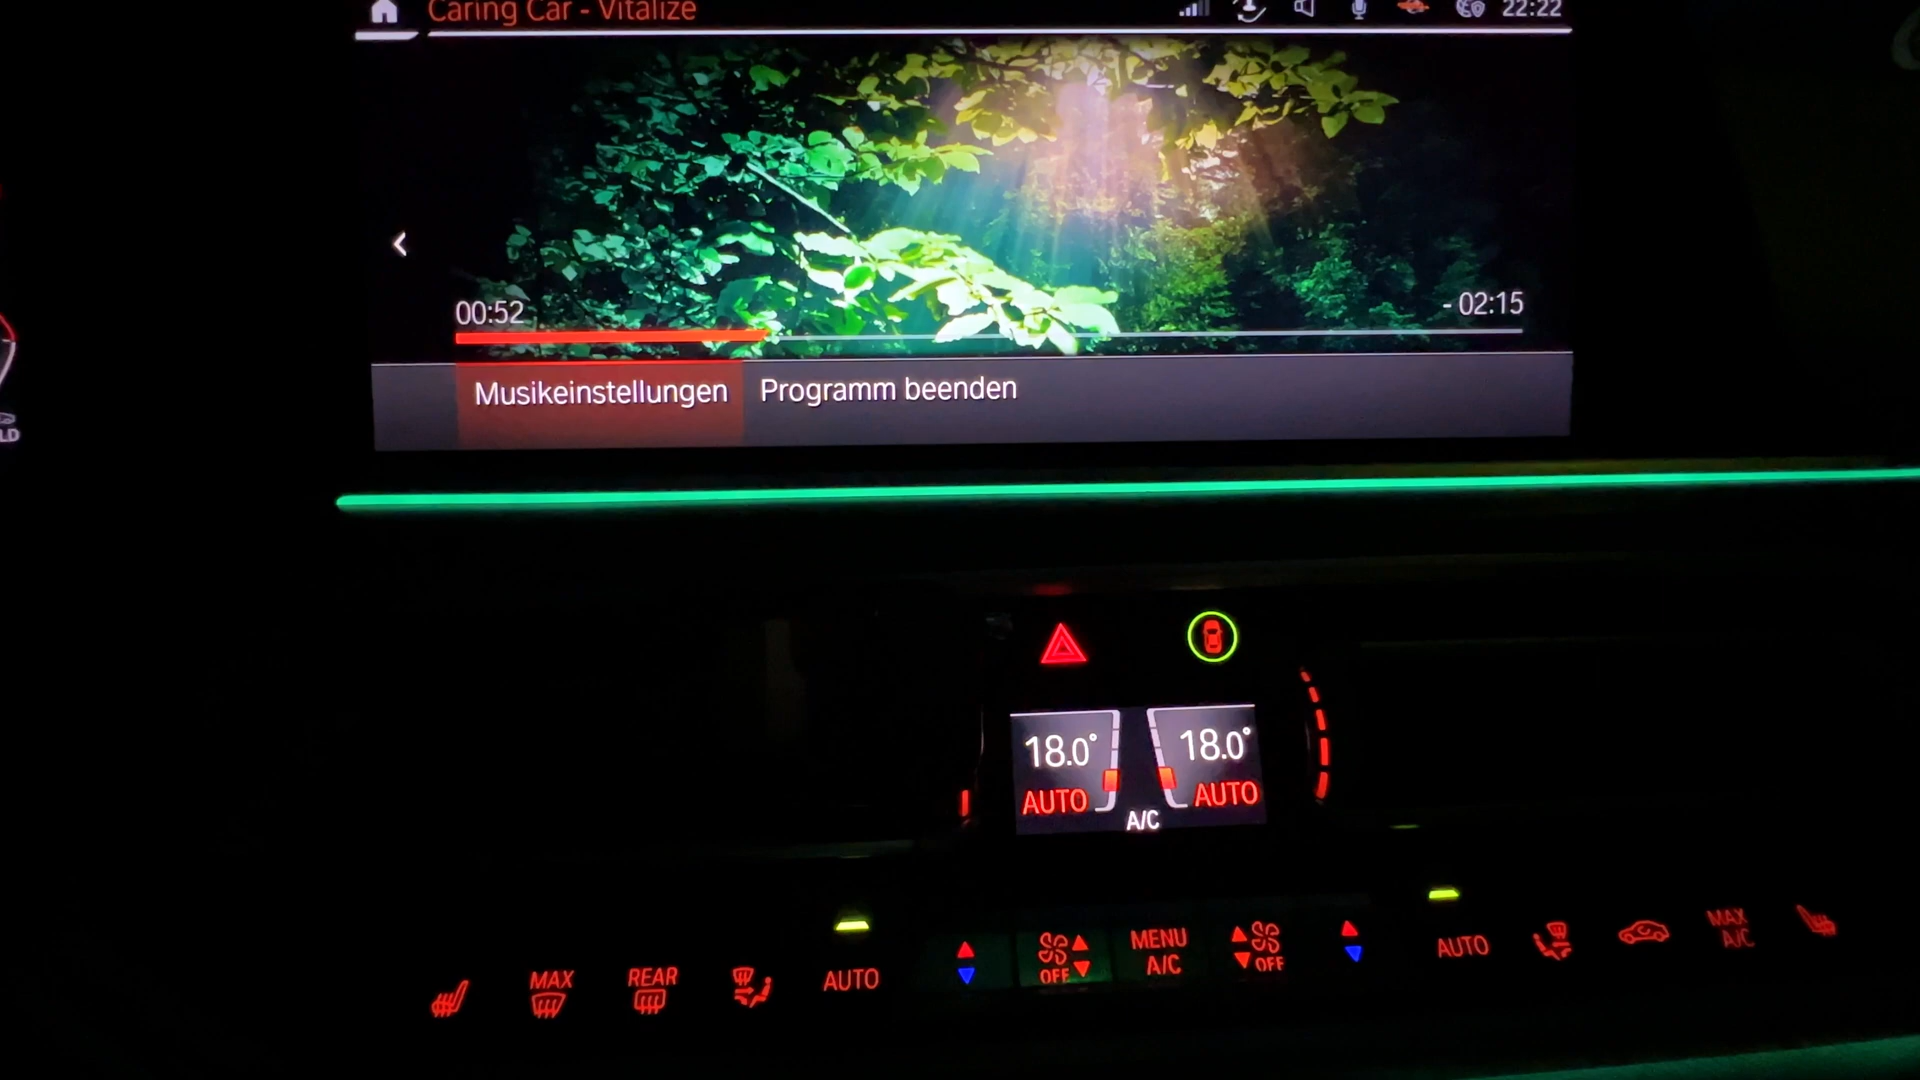 Caring Car - Vitalize
22:22
00:52
- 02:15
Musikeinstellungen
Programm beenden
LD
18.0°
18.0°
AUTO
AUTO
A/C
MAX
REAR
AUTO
OFF
MENU
A/C
OFF
AUTO
MAX
A/C